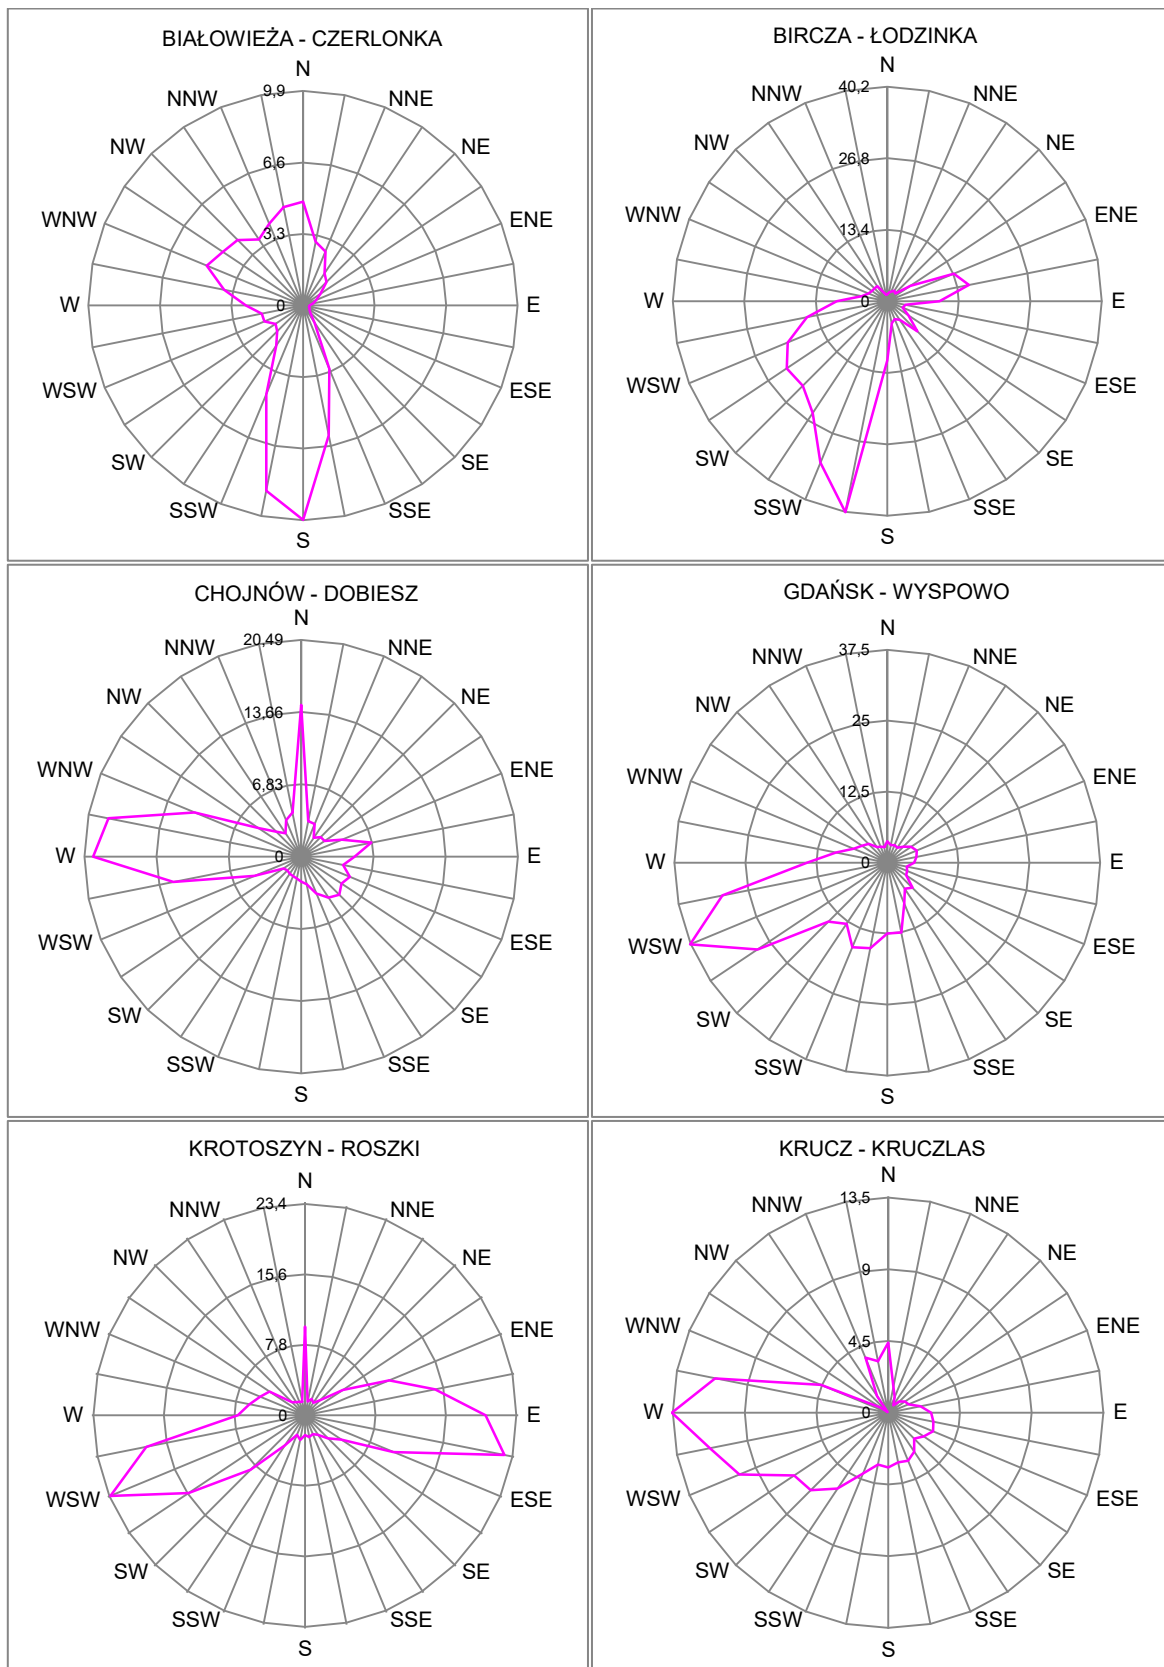 BIAŁOWIEŻA - CZERLONKA
N
9,9
NNW
NNE
NW
NE
6,6
WNW
ENE
3,3
W
0
E
WSW
ESE
SW
SE
SSW
SSE
S
BIRCZA - ŁODZINKA
N
40,2
NNW
NNE
NW
NE
26,8
WNW
ENE
13,4
W
0
E
WSW
ESE
SW
SE
SSW
SSE
S
CHOJNÓW - DOBIESZ
N
20,49
NNW
NNE
NW
NE
13,66
WNW
ENE
6,83
W
0
E
WSW
ESE
SW
SE
SSW
SSE
S
GDAŃSK - WYSPOWO
N
37,5
NNW
NNE
NW
NE
25
WNW
ENE
12,5
W
0
E
WSW
ESE
SW
SE
SSW
SSE
S
KROTOSZYN - ROSZKI
N
23,4
NNW
NNE
NW
NE
15,6
WNW
ENE
7,8
W
0
E
WSW
ESE
SW
SE
SSW
SSE
S
KRUCZ - KRUCZLAS
N
13,5
NNW
NNE
NW
NE
9
WNW
ENE
4,5
W
0
E
WSW
ESE
SW
SE
SSW
SSE
S